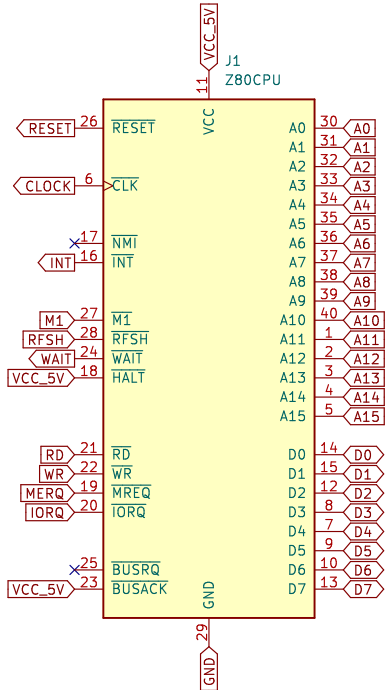 VCC_5V
J1
Z80CPU
11
VCC
RESET 26 RESET
CLOCK 6 CLK
17 NMI
INT 16 INT
M1 27 M1
RFSH 28 RFSH
WAIT 24 WAIT
VCC_5V 18 HALT
RD 21 RD
WR 22 WR
MERQ 19 MREQ
IORQ 20 IORQ
25 BUSRQ
VCC_5V 23 BUSACK
A0 30 A0
A1 31 A1
A2 32 A2
A3 33 A3
A4 34 A4
A5 35 A5
A6 36 A6
A7 37 A7
A8 38 A8
A9 39 A9
A10 40 A10
A11 1 A11
A12 2 A12
A13 3 A13
A14 4 A14
A15 5 A15
D0 14 D0
D1 15 D1
D2 12 D2
D3 8 D3
D4 7 D4
D5 9 D5
D6 10 D6
D7 13 D7
GND
29
GND